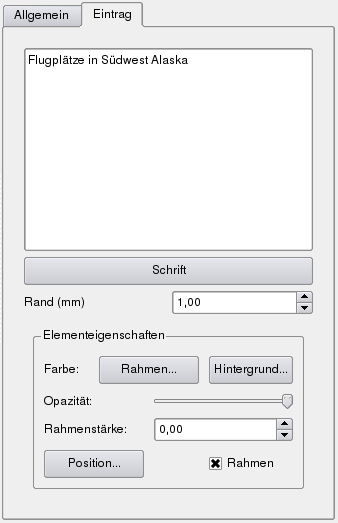 Allgemein Eintrag
Flugplätze in Südwest Alaska
Schrift
Rand (mm) 1,00
Elementeigenschaften
Farbe: Rahmen... Hintergrund...
Opazität:
Rahmenstärke: 0,00
Position... Rahmen